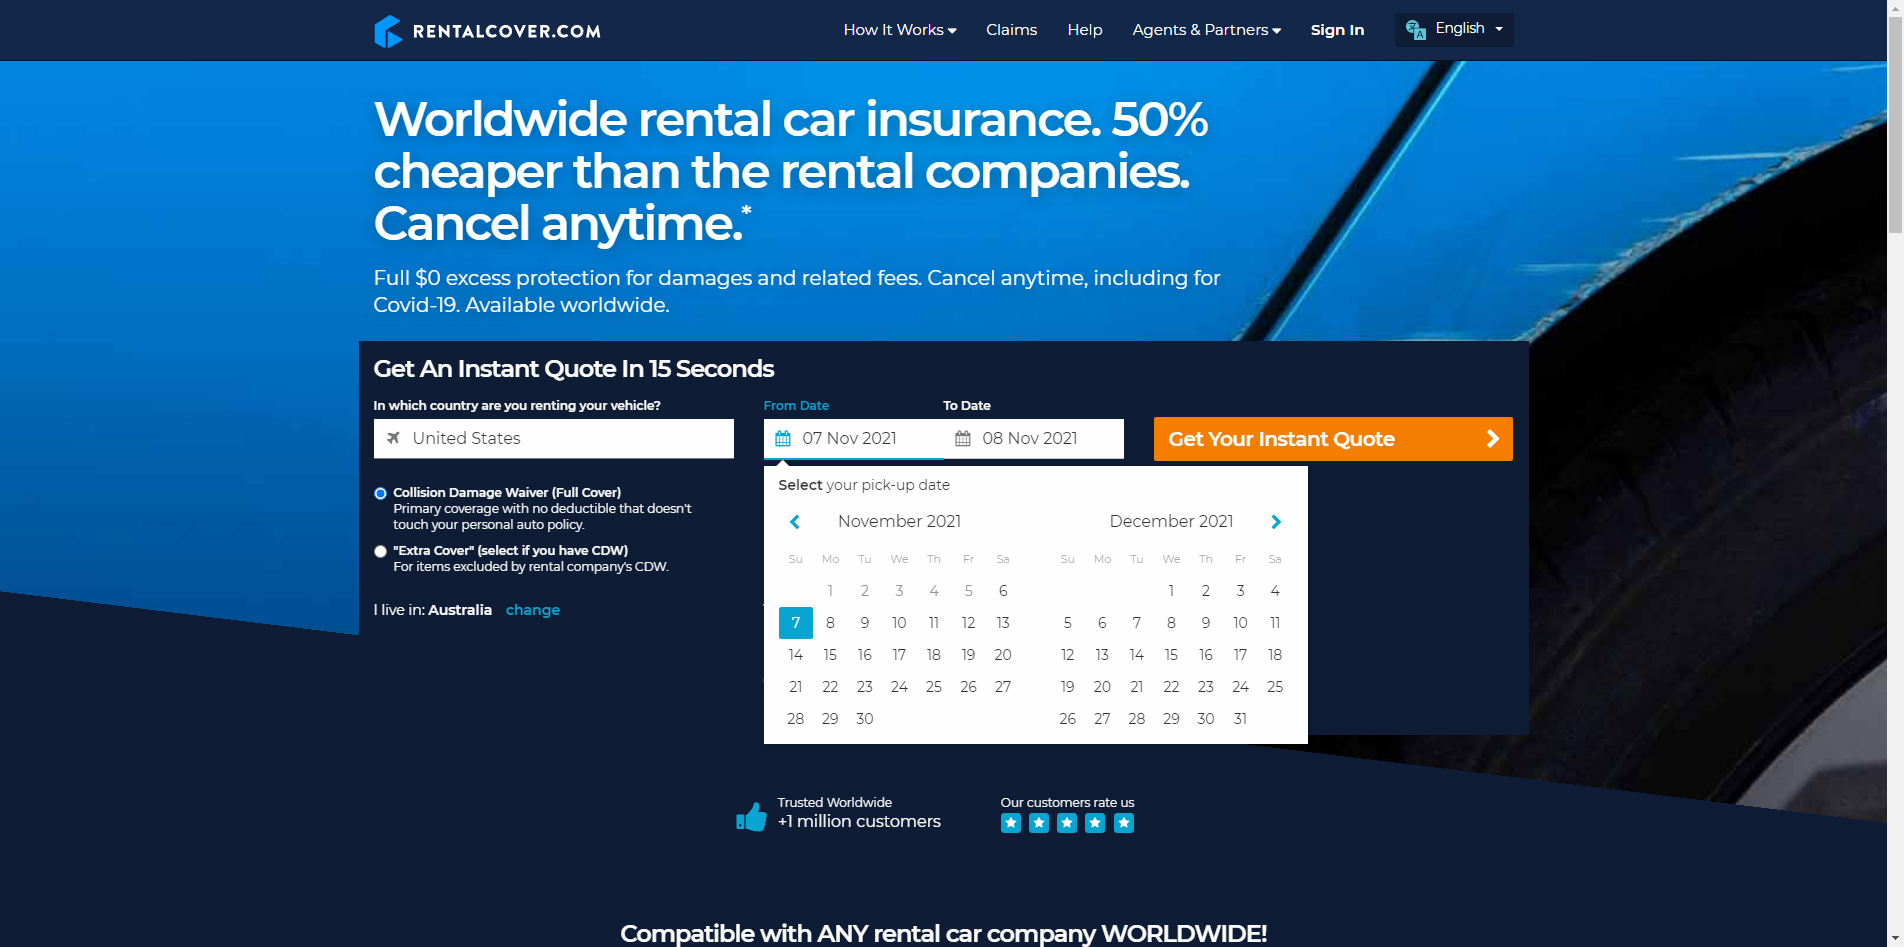 RENTALCOVER.COM
How It Works
Claims
Help
Agents & Partners
Sign In
English
Worldwide rental car insurance. 50%
cheaper than the rental companies.
Cancel anytime.*
Full $0 excess protection for damages and related fees. Cancel anytime, including for
Covid-19. Available worldwide.
Get An Instant Quote In 15 Seconds
In which country are you renting your vehicle?
United States
From Date
To Date
07 Nov 2021
08 Nov 2021
Get Your Instant Quote
Collision Damage Waiver (Full Cover)
Primary coverage with no deductible that doesn't
touch your personal auto policy.
"Extra Cover" (select if you have CDW)
For items excluded by rental company's CDW.
I live in: Australia change
Select your pick-up date
November 2021
Su Mo Tu We Th Fr Sa
1 2 3 4 5 6
7 8 9 10 11 12 13
14 15 16 17 18 19 20
21 22 23 24 25 26 27
28 29 30
December 2021
Su Mo Tu We Th Fr Sa
1 2 3 4
5 6 7 8 9 10 11
12 13 14 15 16 17 18
19 20 21 22 23 24 25
26 27 28 29 30 31
Trusted Worldwide
+1 million customers
Our customers rate us
Compatible with ANY rental car company WORLDWIDE!